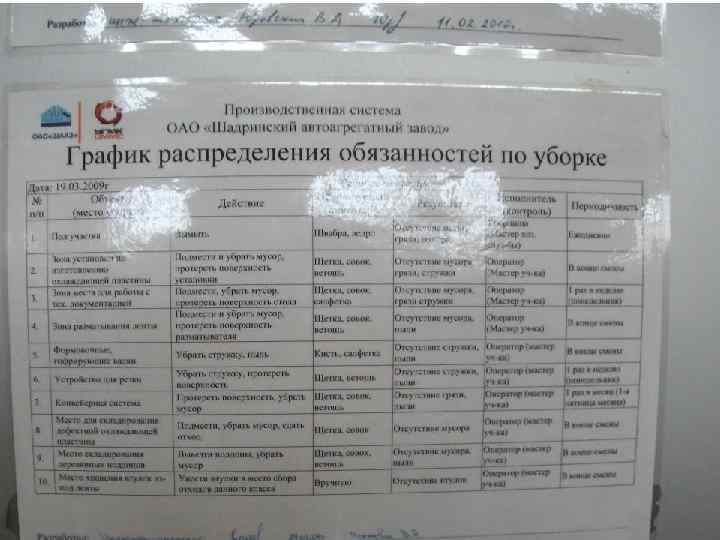 Разработ 11.02.2012г.
ОАО«ШААЗ» УГМК
Производственная система
ОАО «Шадринский автоагрегатный завод»
График распределения обязанностей по уборке
Дата: 19.03.2009г
№ п/п Объект (место Действие Результат Исполнитель (контроль) Периодичность
1. Пол участка Вымыть Швабра, ведро Отсутствие грязи, Ежедневно
2. Зона установки по изготовлению охлаждающей пластины Подмести и убрать мусор, протереть поверхность установки Щетка, совок, ветошь Отсутствие мусора, грязи, стружки Оператор (Мастер уч-ка) В конце смены
3. Зона места для работы с тех. документацией Подмести, убрать мусор, протереть поверхность стола Щетка, совок, салфетка Отсутствие мусора, грязи стружки Оператор (Мастер уч-ка) 1 раз в неделю (понедельник)
4. Зона разматывания ленты Подмести и убрать мусор, протереть поверхность разматывателя Щетка, совок, ветошь Отсутствие мусора, пыли Оператор (Мастер уч-ка) В конце смены
5. Формовочные, гофрирующие валки Убрать стружку, пыль Кисть, салфетка Отсутствие стружки, пыли Оператор (мастер уч-ка) В конце смены
6. Устройство для резки Убрать стружку, протереть поверхность Щетка, ветошь Отсутствие стружки, пыли Оператор (мастер уч-ка) 1 раз в неделю (понедельник)
7. Конвейерная система Протереть поверхность, убрать мусор Щетка, совок, ветошь Отсутствие грязи, пыли Оператор (мастер уч-ка) 1 раз в месяц (1-я пятница месяца)
8 Место для складирования дефектной охлаждающей пластины Подмести, убрать мусор, сдать отход. Щетка, совок Отсутствие мусора Оператор (мастер уч-ка) В конце смены
9. Место складирования деревянных поддонов Подмести поддоны, убрать мусор Щетка, совок, ветошь Отсутствие мусора, пыли Оператор (мастер уч-ка) В конце смены
10. Место хранения втулок из-под ленты Унести втулки в место сбора отходов данного класса Вручную Отсутствие втулок Оператор (мастер уч-ка) В конце смены